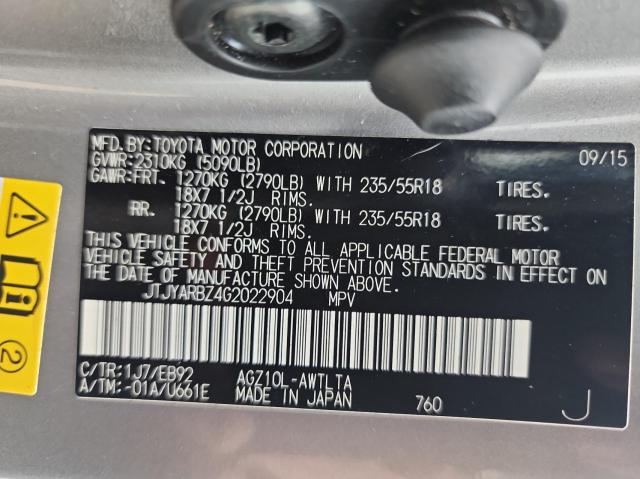 MFD. BY:TOYOTA MOTOR CORPORATION 09/15
GVWR:2310KG (5090LB)
GAWR:FRT. 1270KG (2790LB) WITH 235/55R18 TIRES.
18X7 1/2J RIMS.
RR. 1270KG (2790LB) WITH 235/55R18 TIRES.
18X7 1/2J RIMS.
THIS VEHICLE CONFORMS TO ALL APPLICABLE FEDERAL MOTOR
VEHICLE SAFETY AND THEFT PREVENTION STANDARDS IN EFFECT ON
THE DATE OF MANUFACTURE SHOWN ABOVE.
JTJYARBZ4G2022904 MPV
C/TR:1J7/EB92 AGZ10L-AWTLTA
A/TM:-01A/U661E MADE IN JAPAN 760 J
2